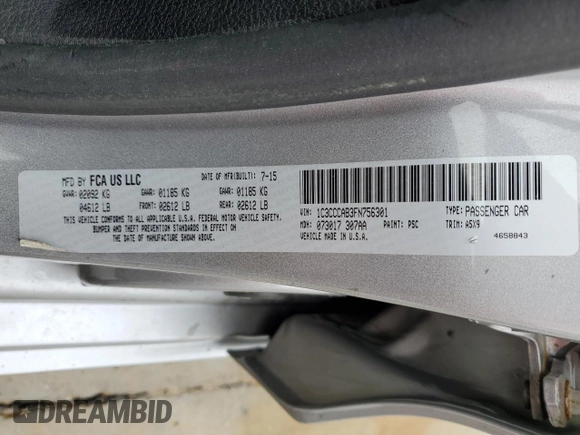 MFD BY FCA US LLC DATE OF MFR(BUILT): 7-15
GVWR: 02092 KG GAWR: 01185 KG GAWR: 01185 KG
04612 LB FRONT: 02612 LB REAR: 02612 LB
THIS VEHICLE CONFORMS TO ALL APPLICABLE U.S.A. FEDERAL MOTOR VEHICLE SAFETY,
BUMPER AND THEFT PREVENTION STANDARDS IN EFFECT ON
THE DATE OF MANUFACTURE SHOWN ABOVE.
VIN: 1C3CCCAB3FN756301 TYPE: PASSENGER CAR
MDH: 073017 307AA PAINT: PSC TRIM: A5X9
VEHICLE MADE IN U.S.A. 4658843
DREAMBID